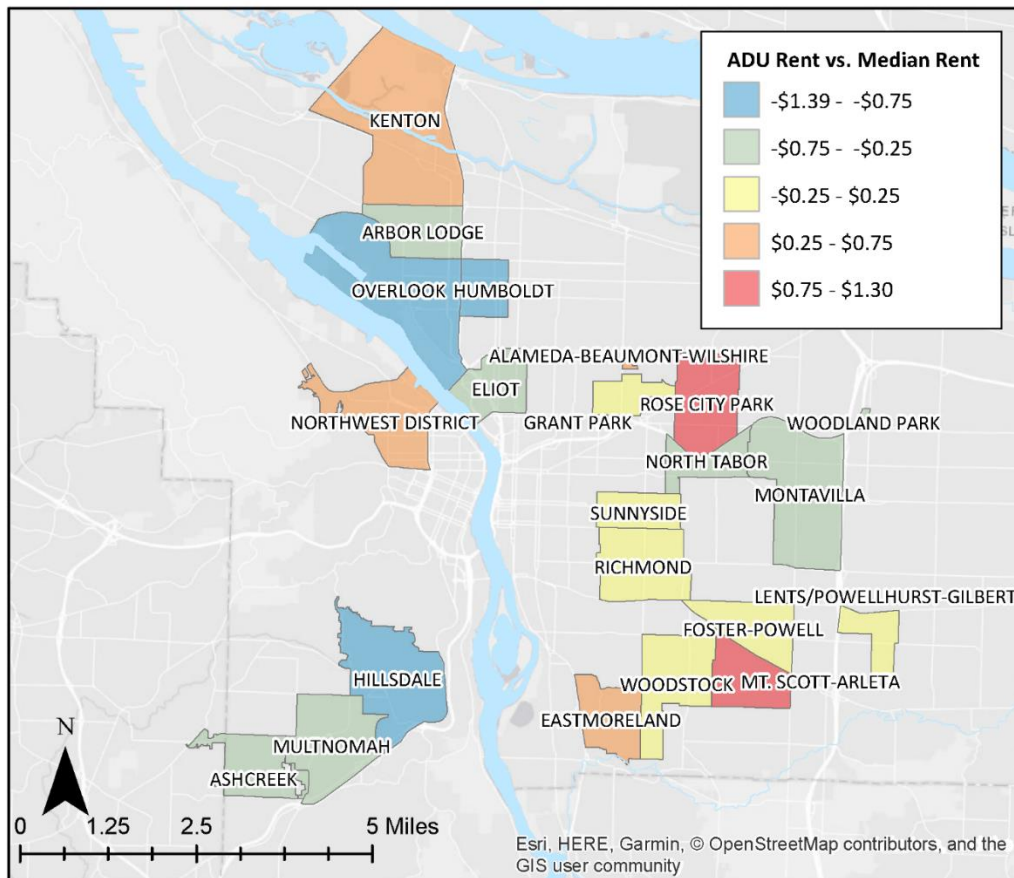 ADU Rent vs. Median Rent
-$1.39 - -$0.75
-$0.75 - -$0.25
-$0.25 - $0.25
$0.25 - $0.75
$0.75 - $1.30
KENTON
ARBOR LODGE
OVERLOOK HUMBOLDT
ALAMEDA-BEAUMONT-WILSHIRE
ELIOT
ROSE CITY PARK
NORTHWEST DISTRICT
GRANT PARK
WOODLAND PARK
NORTH TABOR
MONTAVILLA
SUNNYSIDE
RICHMOND
LENTS/POWELLHURST-GILBERT
FOSTER-POWELL
HILLSDALE
WOODSTOCK
MT. SCOTT-ARLETA
EASTMORELAND
MULTNOMAH
ASHCREEK
N
0 1.25 2.5 5 Miles
Esri, HERE, Garmin, © OpenStreetMap contributors, and the
GIS user community